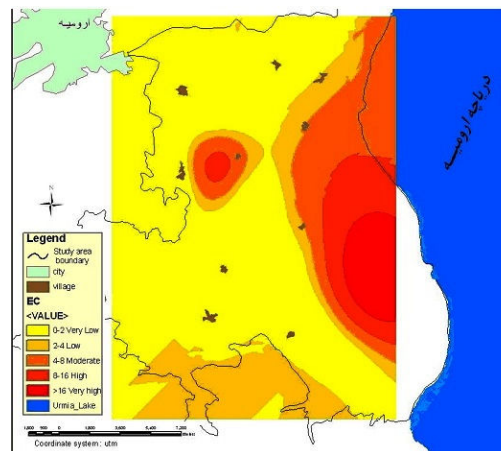 ارومیه
دریاچه ارومیـــه
N
Legend
Study area
boundary
city
village
EC
<VALUE>
0-2 Very Low
2-4 Low
4-8 Moderate
8-16 High
>16 Very high
Urmia_Lake
Coordinate system : utm